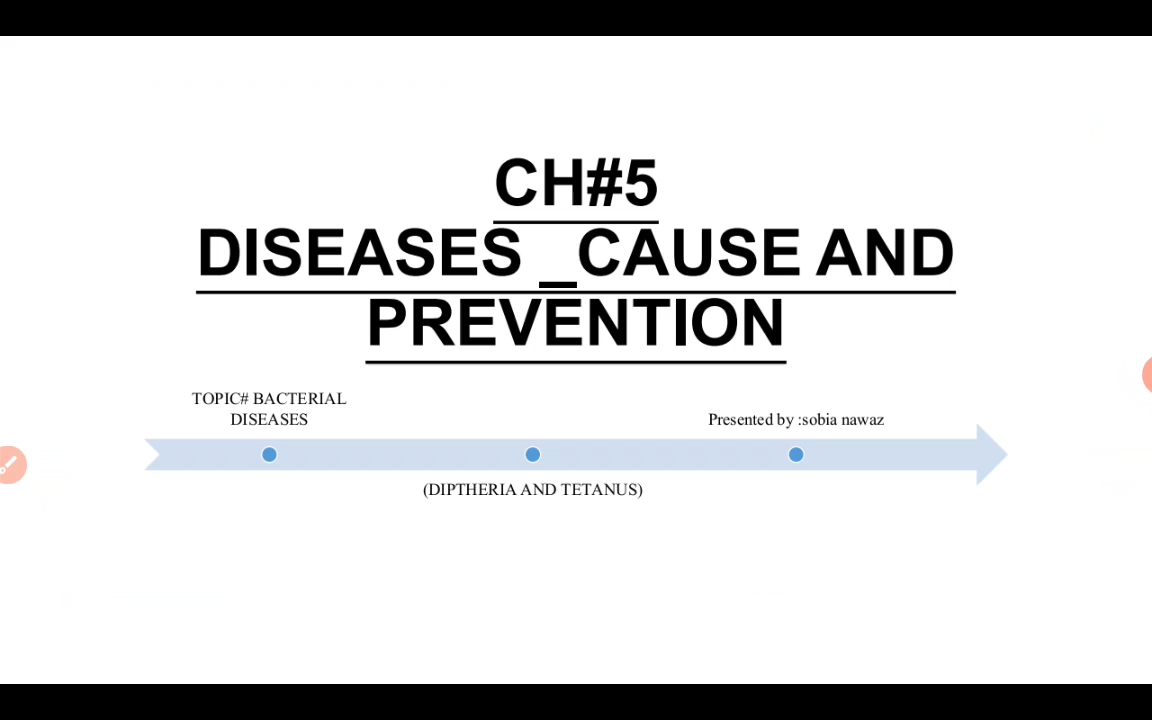 CH#5
DISEASES _CAUSE AND
PREVENTION
TOPIC# BACTERIAL
DISEASES
Presented by :sobia nawaz
(DIPTHERIA AND TETANUS)